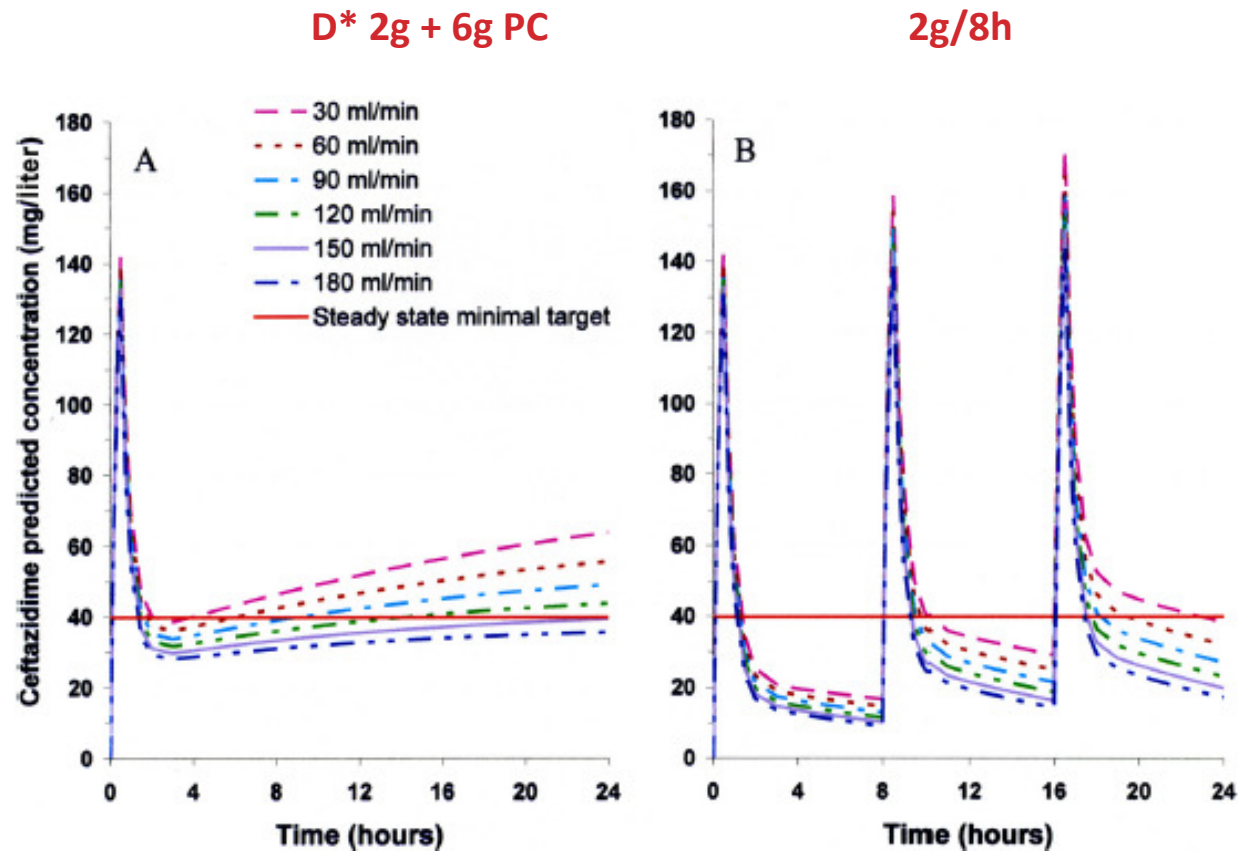 D* 2g + 6g PC
2g/8h
Ceftazidime predicted concentration (mg/liter)
A
30 ml/min
60 ml/min
90 ml/min
120 ml/min
150 ml/min
180 ml/min
Steady state minimal target
180
160
140
120
100
80
60
40
20
0
0 4 8 12 16 20 24
Time (hours)
B
180
160
140
120
100
80
60
40
20
0
0 4 8 12 16 20 24
Time (hours)